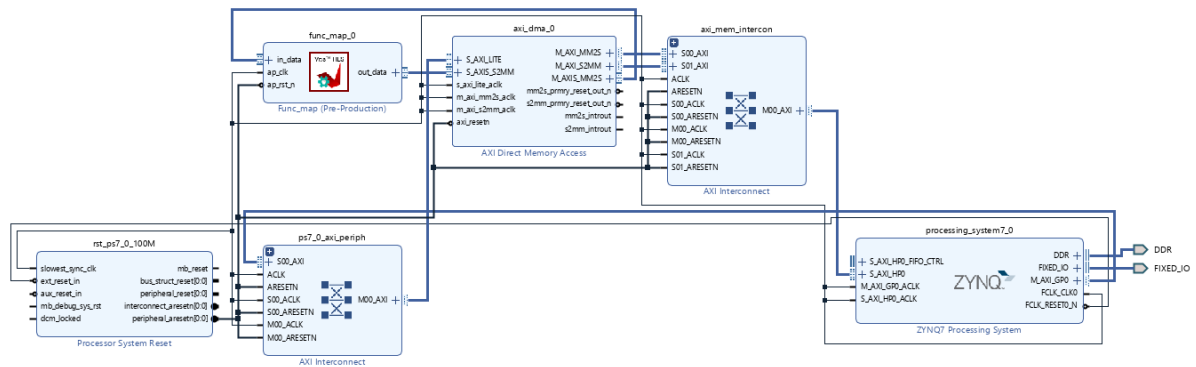 func_map_0
in_data
ap_clk
ap_rst_n
out_data
Func_map (Pre-Production)
axi_dma_0
S_AXI_LITE
S_AXIS_S2MM
s_axi_lite_aclk
m_axi_mm2s_aclk
m_axi_s2mm_aclk
axi_resetn
M_AXI_MM2S
M_AXI_S2MM
M_AXIS_MM2S
mm2s_prmry_reset_out_n
s2mm_prmry_reset_out_n
mm2s_introut
s2mm_introut
AXI Direct Memory Access
axi_mem_intercon
S00_AXI
S01_AXI
ACLK
ARESETN
S00_ACLK
S00_ARESETN
M00_ACLK
M00_ARESETN
S01_ACLK
S01_ARESETN
M00_AXI
AXI Interconnect
rst_ps7_0_100M
slowest_sync_clk
ext_reset_in
aux_reset_in
mb_debug_sys_rst
dcm_locked
mb_reset
bus_struct_reset[0:0]
peripheral_reset[0:0]
interconnect_aresetn[0:0]
peripheral_aresetn[0:0]
Processor System Reset
ps7_0_axi_periph
S00_AXI
ACLK
ARESETN
S00_ACLK
S00_ARESETN
M00_ACLK
M00_ARESETN
M00_AXI
AXI Interconnect
processing_system7_0
S_AXI_HP0_FIFO_CTRL
S_AXI_HP0
M_AXI_GP0_ACLK
S_AXI_HP0_ACLK
ZYNQ
DDR
FIXED_IO
M_AXI_GP0
FCLK_CLK0
FCLK_RESET0_N
ZYNQ7 Processing System
DDR
FIXED_IO